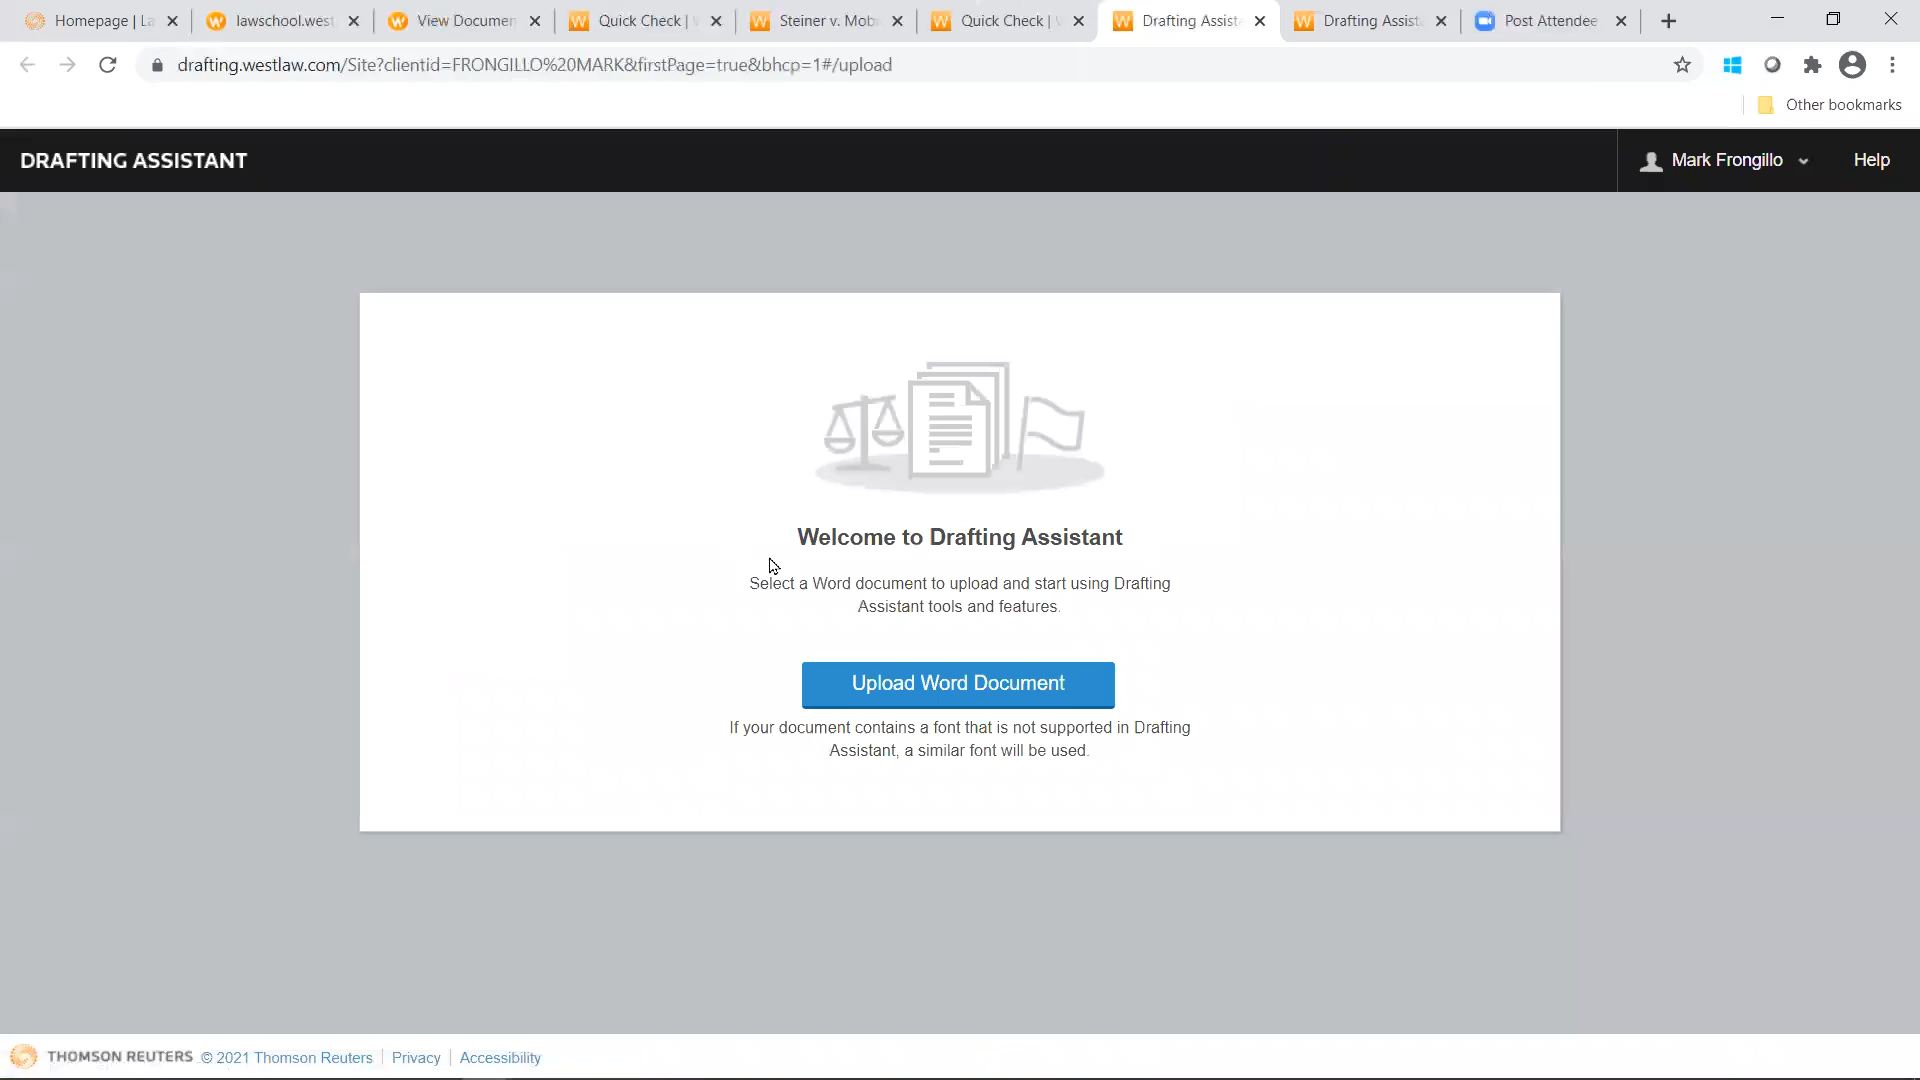 Homepage | La
lawschool.west
View Documen
Quick Check |
Steiner v. Mob
Quick Check |
Drafting Assist
Drafting Assist
Post Attendee
drafting.westlaw.com/Site?clientid=FRONGILLO%20MARK&firstPage=true&bhcp=1#/upload
Other bookmarks
DRAFTING ASSISTANT
Mark Frongillo
Help
Welcome to Drafting Assistant
Select a Word document to upload and start using Drafting
Assistant tools and features.
Upload Word Document
If your document contains a font that is not supported in Drafting
Assistant, a similar font will be used.
THOMSON REUTERS © 2021 Thomson Reuters | Privacy | Accessibility